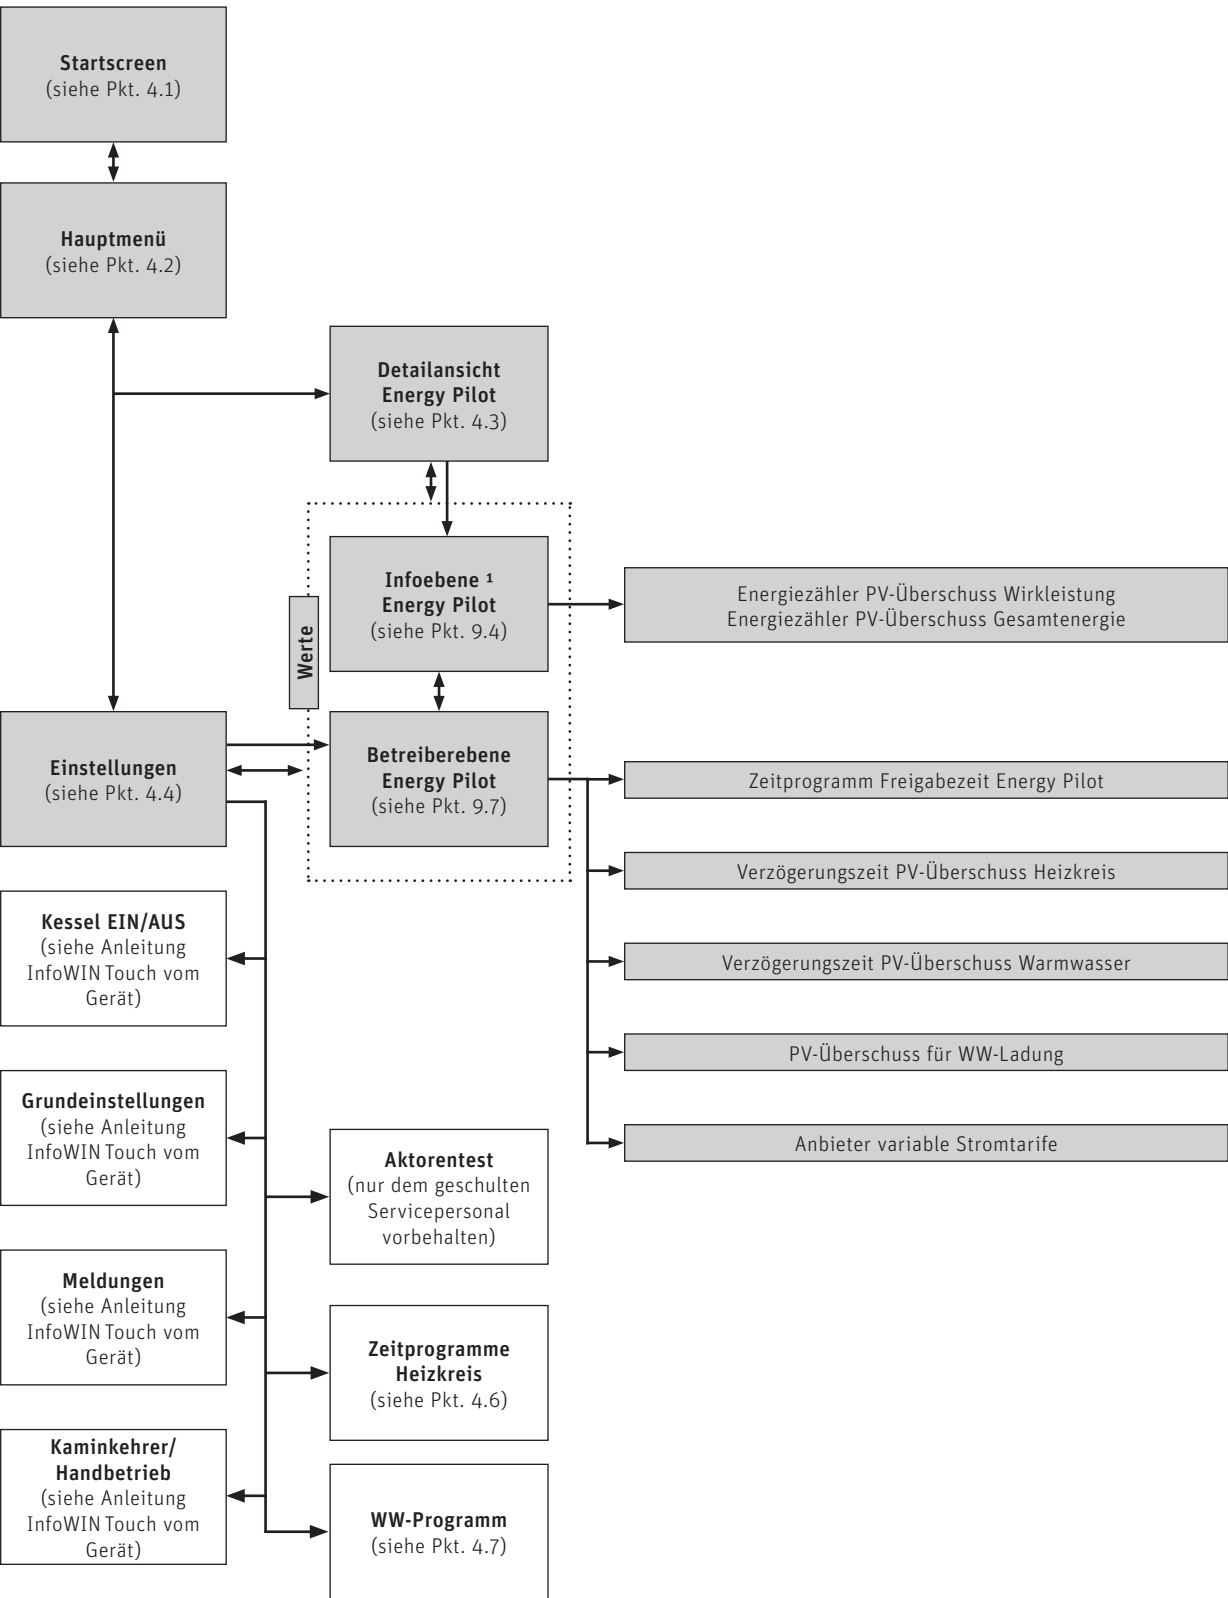 Startscreen
(siehe Pkt. 4.1)
Hauptmenü
(siehe Pkt. 4.2)
Detailansicht
Energy Pilot
(siehe Pkt. 4.3)
Infoebene ¹
Energy Pilot
(siehe Pkt. 9.4)
Energiezähler PV-Überschuss Wirkleistung
Energiezähler PV-Überschuss Gesamtenergie
Werte
Einstellungen
(siehe Pkt. 4.4)
Betreiberebene
Energy Pilot
(siehe Pkt. 9.7)
Zeitprogramm Freigabezeit Energy Pilot
Verzögerungszeit PV-Überschuss Heizkreis
Verzögerungszeit PV-Überschuss Warmwasser
PV-Überschuss für WW-Ladung
Anbieter variable Stromtarife
Kessel EIN/AUS
(siehe Anleitung
InfoWIN Touch vom
Gerät)
Grundeinstellungen
(siehe Anleitung
InfoWIN Touch vom
Gerät)
Aktorentest
(nur dem geschulten
Servicepersonal
vorbehalten)
Meldungen
(siehe Anleitung
InfoWIN Touch vom
Gerät)
Zeitprogramme
Heizkreis
(siehe Pkt. 4.6)
Kaminkehrer/
Handbetrieb
(siehe Anleitung
InfoWIN Touch vom
Gerät)
WW-Programm
(siehe Pkt. 4.7)